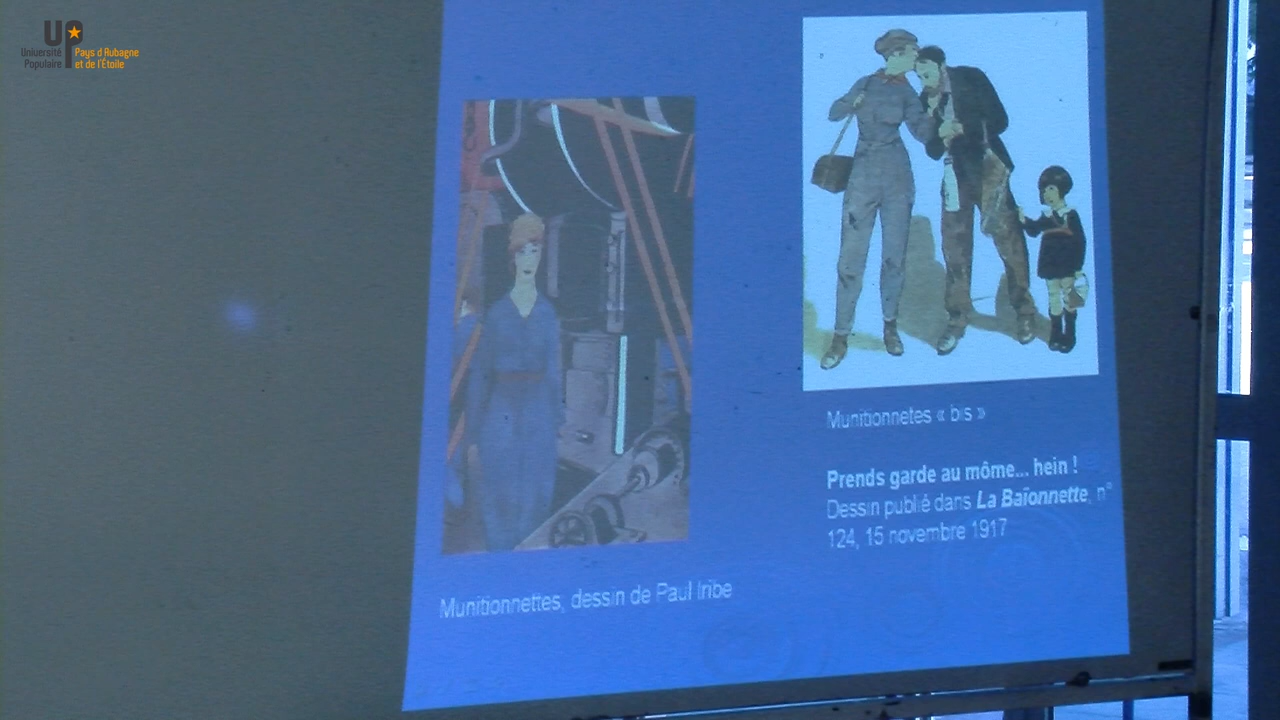 UP
Université
Populaire
Pays d'Aubagne
et de l'Étoile
Munitionnettes, dessin de Paul Iribe
Munitionnetes « bis »
Prends garde au môme... hein !
Dessin publié dans La Baïonnette, n°
124, 15 novembre 1917